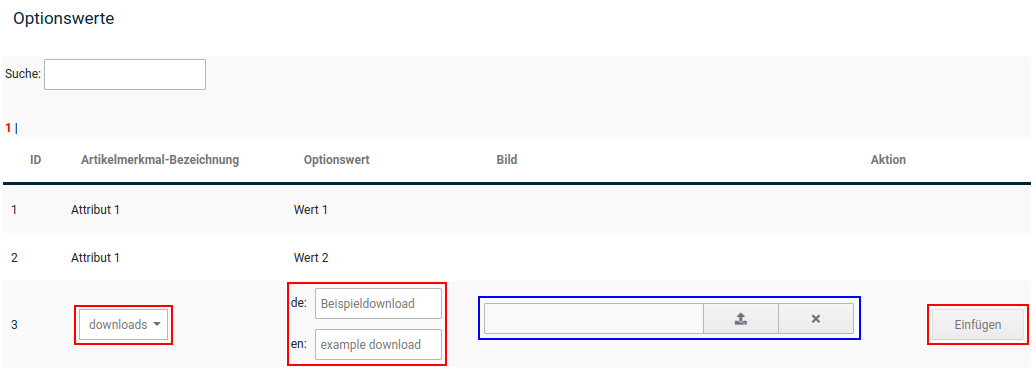 Optionswerte
Suche:
1 |
ID Artikelmerkmal-Bezeichnung Optionswert Bild Aktion
1 Attribut 1 Wert 1
2 Attribut 1 Wert 2
3 downloads de: Beispieldownload Einfügen
en: example download